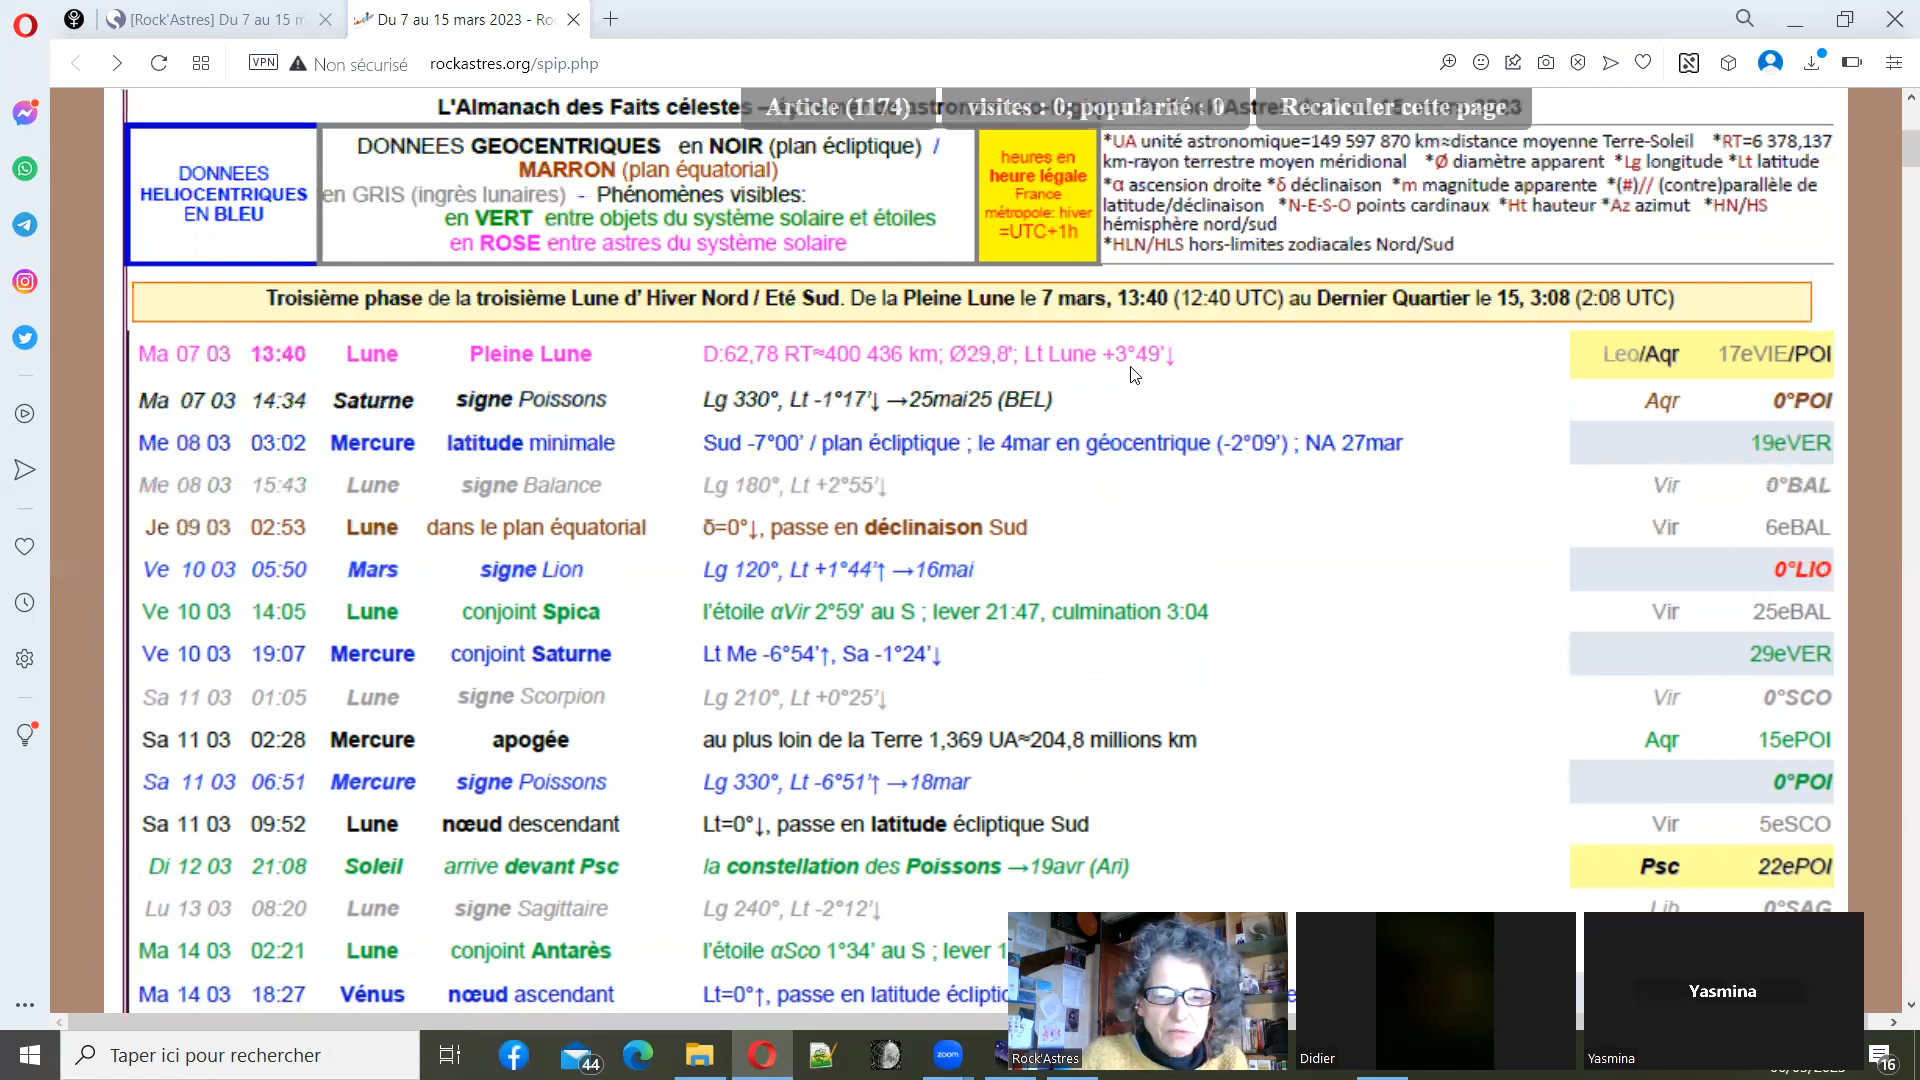 [Rock'Astres] Du 7 au 15 m
Du 7 au 15 mars 2023 - Ro
VPN
Non sécurisé
rockastres.org/spip.php
L'Almanach des Faits céleste
Article (1174)
visites : 0; popularité : 0
Recalculer cette page
DONNEES HELIOCENTRIQUES EN BLEU
DONNEES GEOCENTRIQUES en NOIR (plan écliptique) /
MARRON (plan équatorial)
en GRIS (ingrès lunaires) - Phénomènes visibles:
en VERT entre objets du système solaire et étoiles
en ROSE entre astres du système solaire
heures en
heure légale
France
métropole: hiver
=UTC+1h
*UA unité astronomique=149 597 870 km≈distance moyenne Terre-Soleil *RT=6 378,137
km-rayon terrestre moyen méridional *Ø diamètre apparent *Lg longitude *Lt latitude
*α ascension droite *δ déclinaison *m magnitude apparente *(#)// (contre)parallèle de
latitude/déclinaison *N-E-S-O points cardinaux *Ht hauteur *Az azimut *HN/HS
hémisphère nord/sud
*HLN/HLS hors-limites zodiacales Nord/Sud
Troisième phase de la troisième Lune d' Hiver Nord / Eté Sud. De la Pleine Lune le 7 mars, 13:40 (12:40 UTC) au Dernier Quartier le 15, 3:08 (2:08 UTC)
Ma 07 03 13:40 Lune Pleine Lune D:62,78 RT≈400 436 km; Ø29,8'; Lt Lune +3°49'↓ Leo/Aqr 17eVIE/POI
Ma 07 03 14:34 Saturne signe Poissons Lg 330°, Lt -1°17'↓ →25mai25 (BEL) Aqr 0°POI
Me 08 03 03:02 Mercure latitude minimale Sud -7°00' / plan écliptique ; le 4mar en géocentrique (-2°09') ; NA 27mar 19eVER
Me 08 03 15:43 Lune signe Balance Lg 180°, Lt +2°55'↓ Vir 0°BAL
Je 09 03 02:53 Lune dans le plan équatorial δ=0°↓, passe en déclinaison Sud Vir 6eBAL
Ve 10 03 05:50 Mars signe Lion Lg 120°, Lt +1°44'↑ →16mai 0°LIO
Ve 10 03 14:05 Lune conjoint Spica l'étoile αVir 2°59' au S ; lever 21:47, culmination 3:04 Vir 25eBAL
Ve 10 03 19:07 Mercure conjoint Saturne Lt Me -6°54'↑, Sa -1°24'↓ 29eVER
Sa 11 03 01:05 Lune signe Scorpion Lg 210°, Lt +0°25'↓ Vir 0°SCO
Sa 11 03 02:28 Mercure apogée au plus loin de la Terre 1,369 UA≈204,8 millions km Aqr 15ePOI
Sa 11 03 06:51 Mercure signe Poissons Lg 330°, Lt -6°51'↑ →18mar 0°POI
Sa 11 03 09:52 Lune nœud descendant Lt=0°↓, passe en latitude écliptique Sud Vir 5eSCO
Di 12 03 21:08 Soleil arrive devant Psc la constellation des Poissons →19avr (Ari) Psc 22ePOI
Lu 13 03 08:20 Lune signe Sagittaire Lg 240°, Lt -2°12'↓ Lib 0°SAG
Ma 14 03 02:21 Lune conjoint Antarès l'étoile αSco 1°34' au S ; lever 1
Ma 14 03 18:27 Vénus nœud ascendant Lt=0°↑, passe en latitude éclipti
Rock'Astres
Didier
Yasmina
Yasmina
Taper ici pour rechercher
44
zoom
16